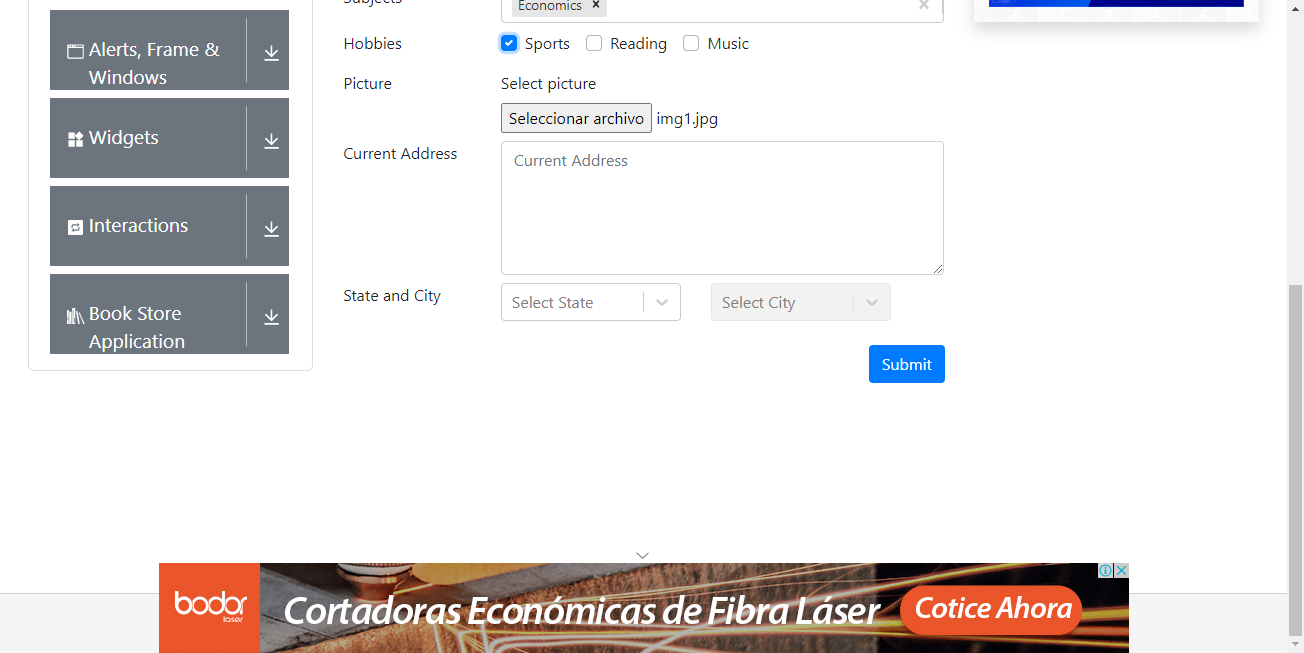 Subjects
Economics ×
Alerts, Frame &
Windows
Hobbies
Sports
Reading
Music
Picture
Select picture
Seleccionar archivo img1.jpg
Widgets
Current Address
Current Address
Interactions
State and City
Select State
Select City
Book Store
Application
Submit
bodor
laser
Cortadoras Económicas de Fibra Láser
Cotice Ahora